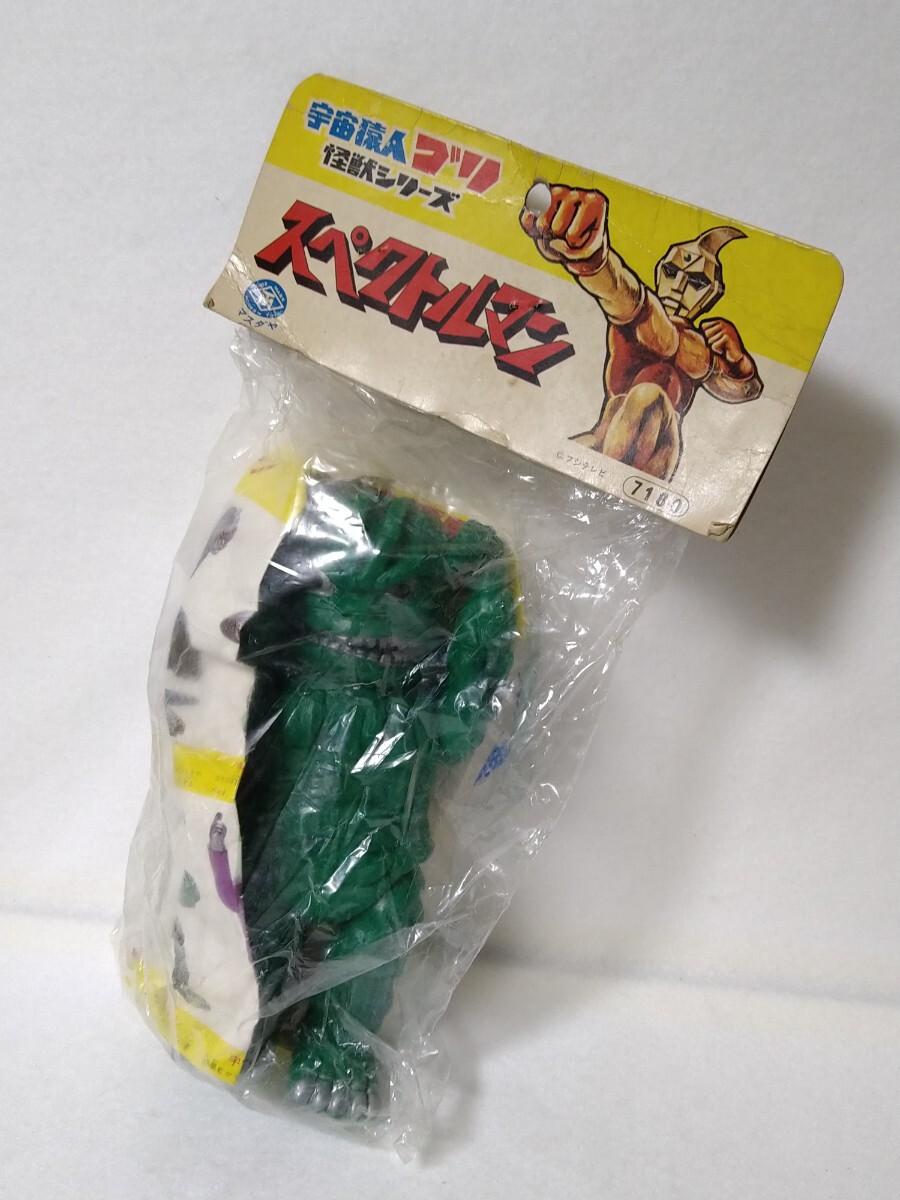 宇宙猿人ゴリ
怪獣シリーズ
スペクトルマン
マスダヤ
©フジテレビ
7100